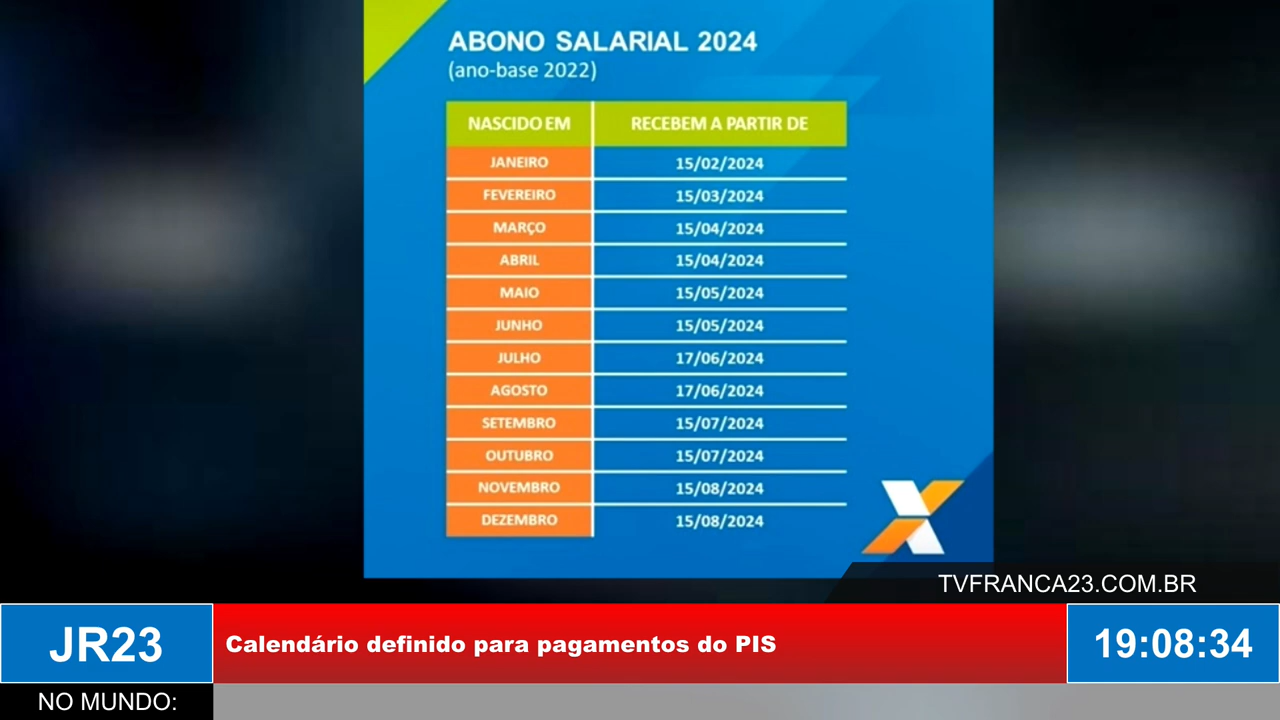 ABONO SALARIAL 2024
(ano-base 2022)
NASCIDO EM RECEBEM A PARTIR DE
JANEIRO 15/02/2024
FEVEREIRO 15/03/2024
MARÇO 15/04/2024
ABRIL 15/04/2024
MAIO 15/05/2024
JUNHO 15/05/2024
JULHO 17/06/2024
AGOSTO 17/06/2024
SETEMBRO 15/07/2024
OUTUBRO 15/07/2024
NOVEMBRO 15/08/2024
DEZEMBRO 15/08/2024
TVFRANCA23.COM.BR
JR23 Calendário definido para pagamentos do PIS 19:08:34
NO MUNDO: